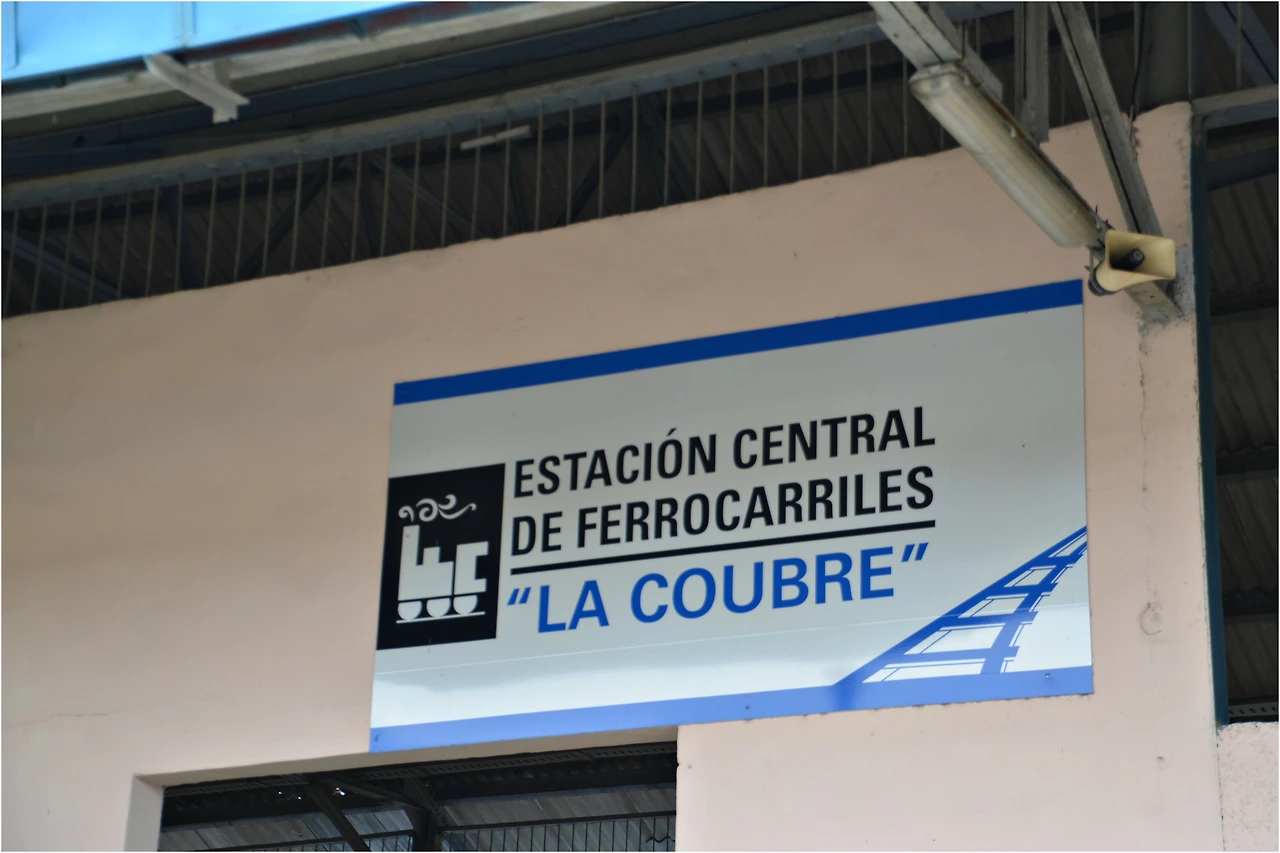 ESTACIÓN CENTRAL
DE FERROCARRILES
“LA COUBRE”